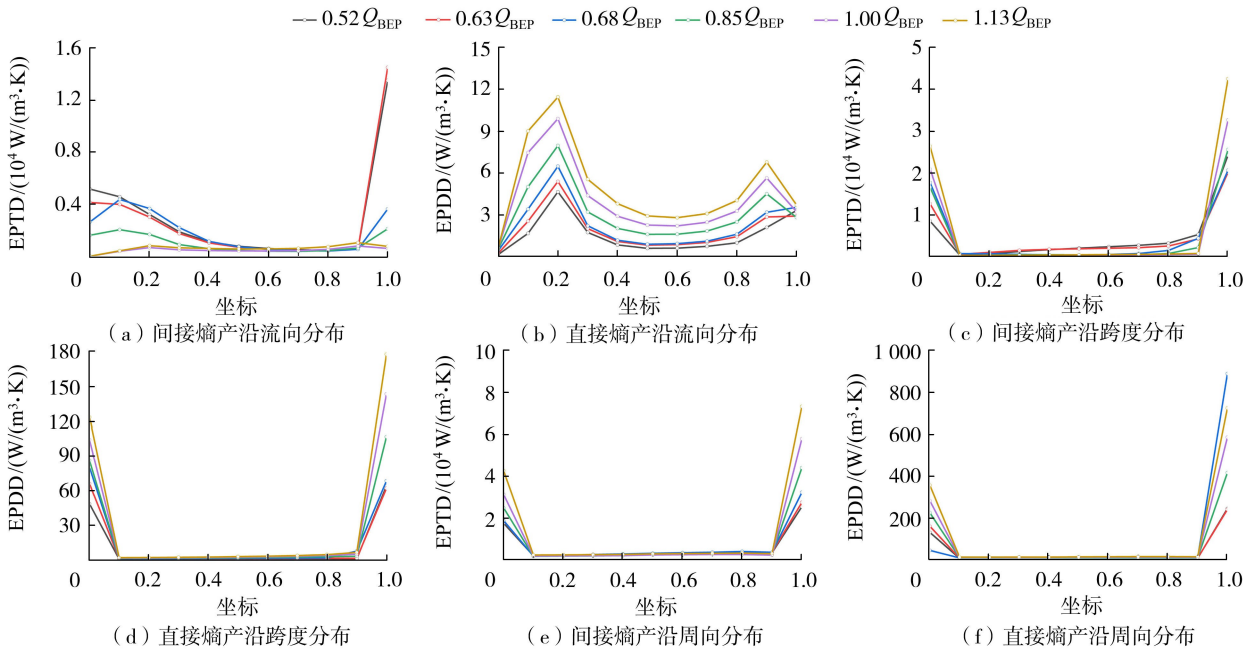 0.52Q_BEP 0.63Q_BEP 0.68Q_BEP 0.85Q_BEP 1.00Q_BEP 1.13Q_BEP
EPTD/(10⁴ W/(m³·K))
1.6
1.2
0.8
0.4
0 0.2 0.4 0.6 0.8 1.0
坐标
(a)间接熵产沿流向分布
EPDD/(W/(m³·K))
15
12
9
6
3
0 0.2 0.4 0.6 0.8 1.0
坐标
(b)直接熵产沿流向分布
EPTD/(10⁴ W/(m³·K))
5
4
3
2
1
0 0.2 0.4 0.6 0.8 1.0
坐标
(c)间接熵产沿跨度分布
EPDD/(W/(m³·K))
180
150
120
90
60
30
0 0.2 0.4 0.6 0.8 1.0
坐标
(d)直接熵产沿跨度分布
EPTD/(10⁴ W/(m³·K))
10
8
6
4
2
0 0.2 0.4 0.6 0.8 1.0
坐标
(e)间接熵产沿周向分布
EPDD/(W/(m³·K))
1 000
800
600
400
200
0 0.2 0.4 0.6 0.8 1.0
坐标
(f)直接熵产沿周向分布